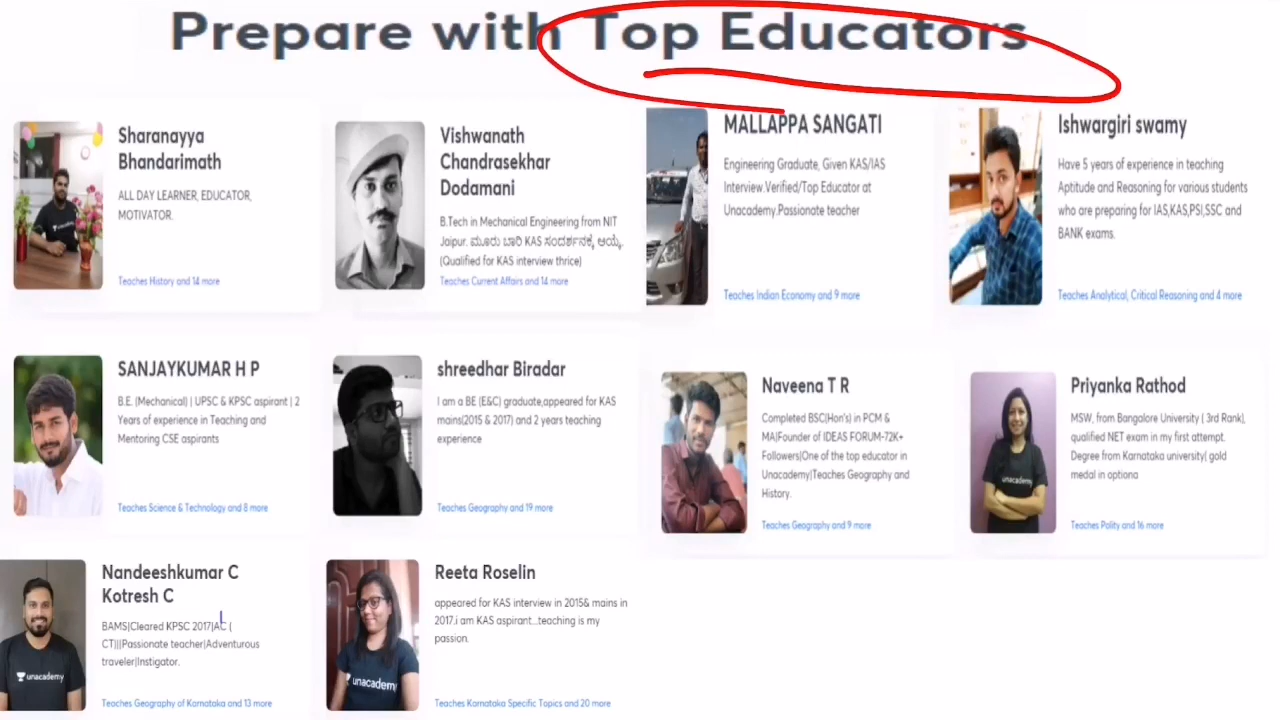 Prepare with Top Educators
Sharanayya
Bhandarimath
ALL DAY LEARNER, EDUCATOR,
MOTIVATOR.
Teaches History and 14 more
Vishwanath
Chandrasekhar
Dodamani
B.Tech in Mechanical Engineering from NIT
Jaipur. ಮೂರು ಬಾರಿ KAS ಸಂದರ್ಶನಕ್ಕೆ ಆಯ್ಕೆ.
(Qualified for KAS interview thrice)
Teaches Current Affairs and 14 more
MALLAPPA SANGATI
Engineering Graduate, Given KAS/IAS
Interview.Verified/Top Educator at
Unacademy.Passionate teacher
Teaches Indian Economy and 9 more
Ishwargiri swamy
Have 5 years of experience in teaching
Aptitude and Reasoning for various students
who are preparing for IAS,KAS,PSI,SSC and
BANK exams.
Teaches Analytical, Critical Reasoning and 4 more
SANJAYKUMAR H P
B.E. (Mechanical) | UPSC & KPSC aspirant | 2
Years of experience in Teaching and
Mentoring CSE aspirants
Teaches Science & Technology and 8 more
shreedhar Biradar
I am a BE (E&C) graduate,appeared for KAS
mains(2015 & 2017) and 2 years teaching
experience
Teaches Geography and 19 more
Naveena T R
Completed BSC(Hon's) in PCM &
MA|Founder of IDEAS FORUM-72K+
Followers|One of the top educator in
Unacademy|Teaches Geography and
History.
Teaches Geography and 9 more
Priyanka Rathod
MSW, from Bangalore University ( 3rd Rank),
qualified NET exam in my first attempt.
Degree from Karnataka university( gold
medal in optiona
Teaches Polity and 16 more
unacademy
Nandeeshkumar C
Kotresh C
BAMS|Cleared KPSC 2017|AC (
CT)||Passionate teacher|Adventurous
traveler|Instigator.
Teaches Geography of Karnataka and 13 more
unacademy
Reeta Roselin
appeared for KAS interview in 2015& mains in
2017.i am KAS aspirant...teaching is my
passion.
Teaches Karnataka Specific Topics and 20 more
unacademy